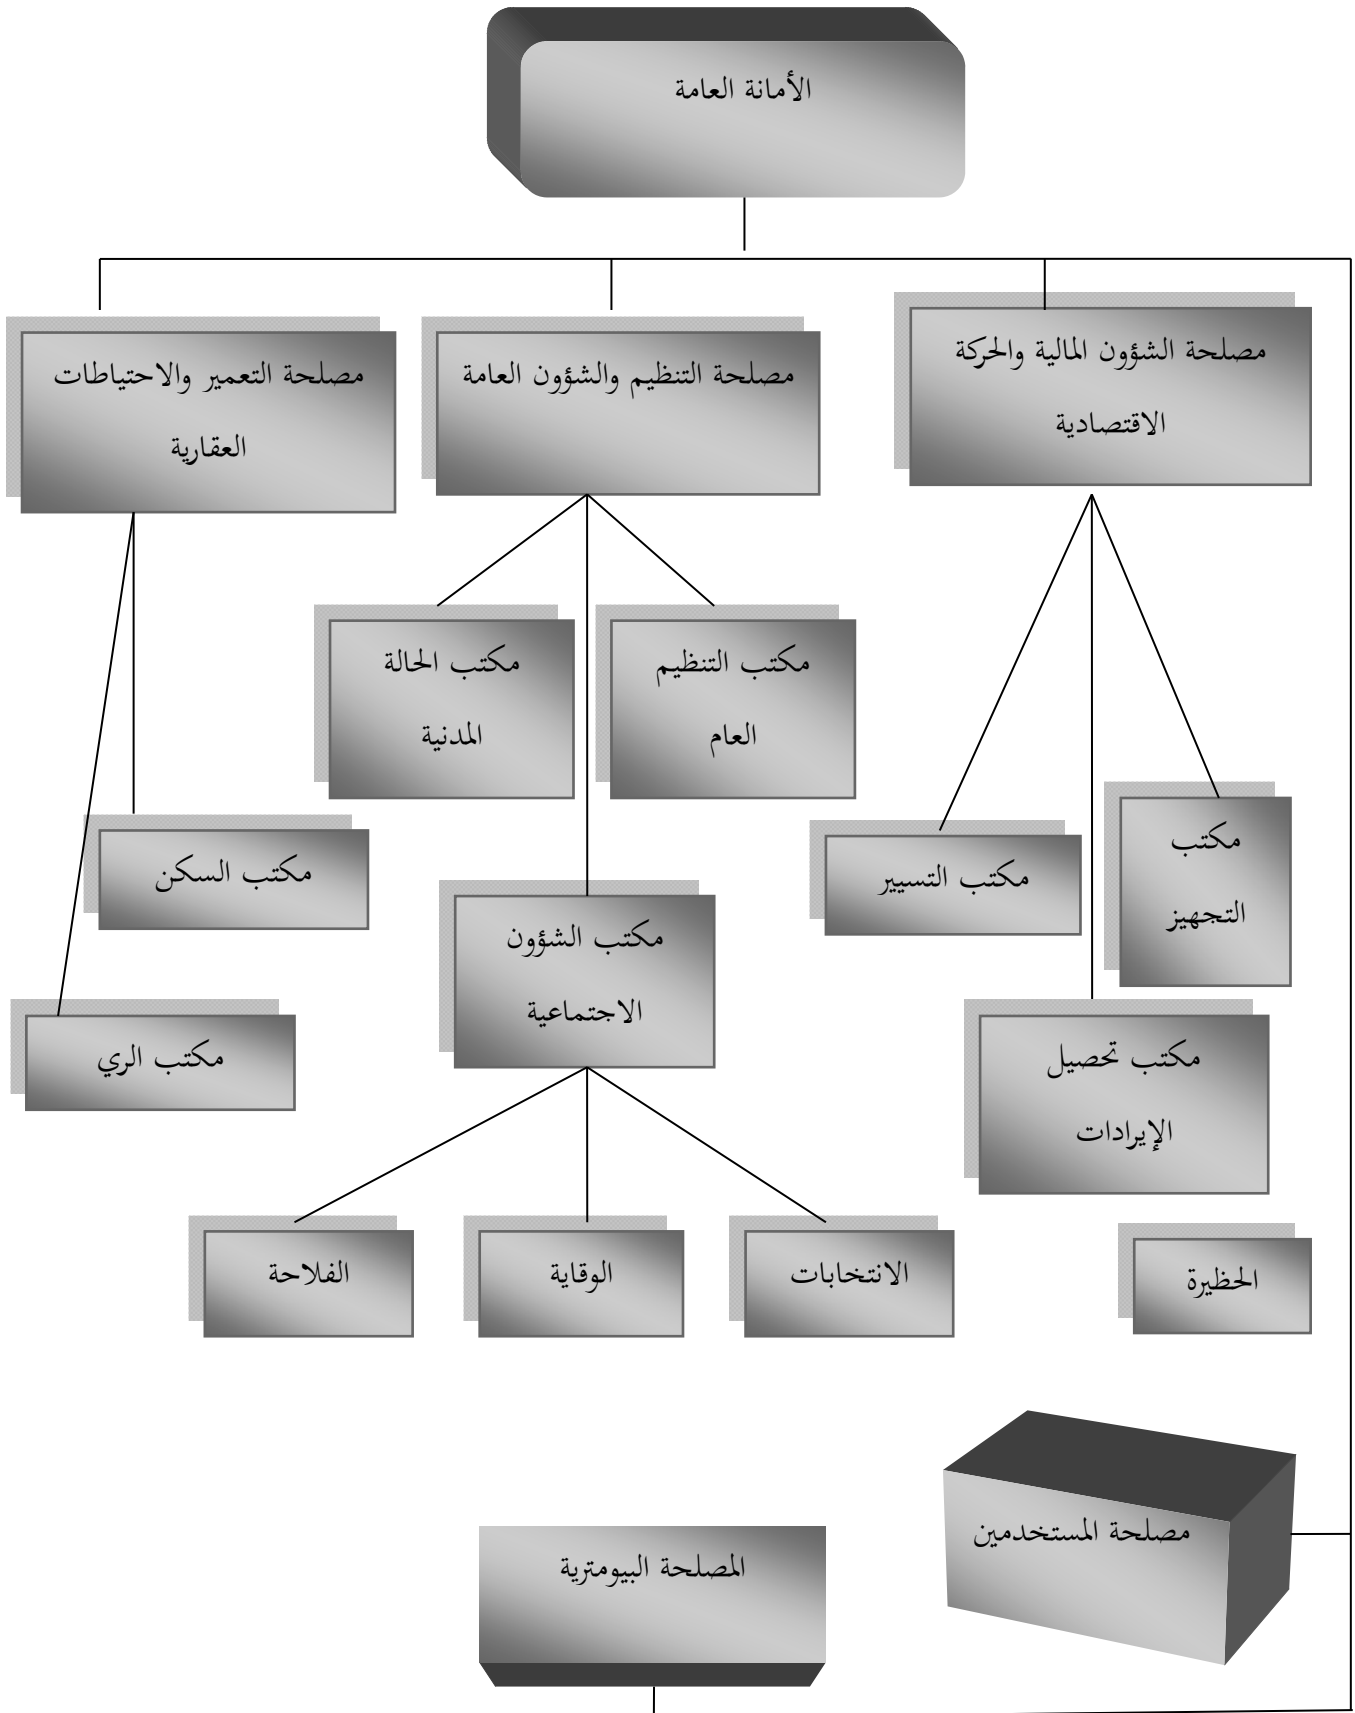 الأمانة العامة
مصلحة الشؤون المالية والحركة
الاقتصادية
مصلحة التنظيم والشؤون العامة
مصلحة التعمير والاحتياطات
العقارية
مكتب التنظيم
العام
مكتب الحالة
المدنية
مكتب
التجهيز
مكتب التسيير
مكتب السكن
مكتب الشؤون
الاجتماعية
مكتب تحصيل
الإيرادات
مكتب الري
الحظيرة
الانتخابات
الوقاية
الفلاحة
مصلحة المستخدمين
المصلحة البيومترية